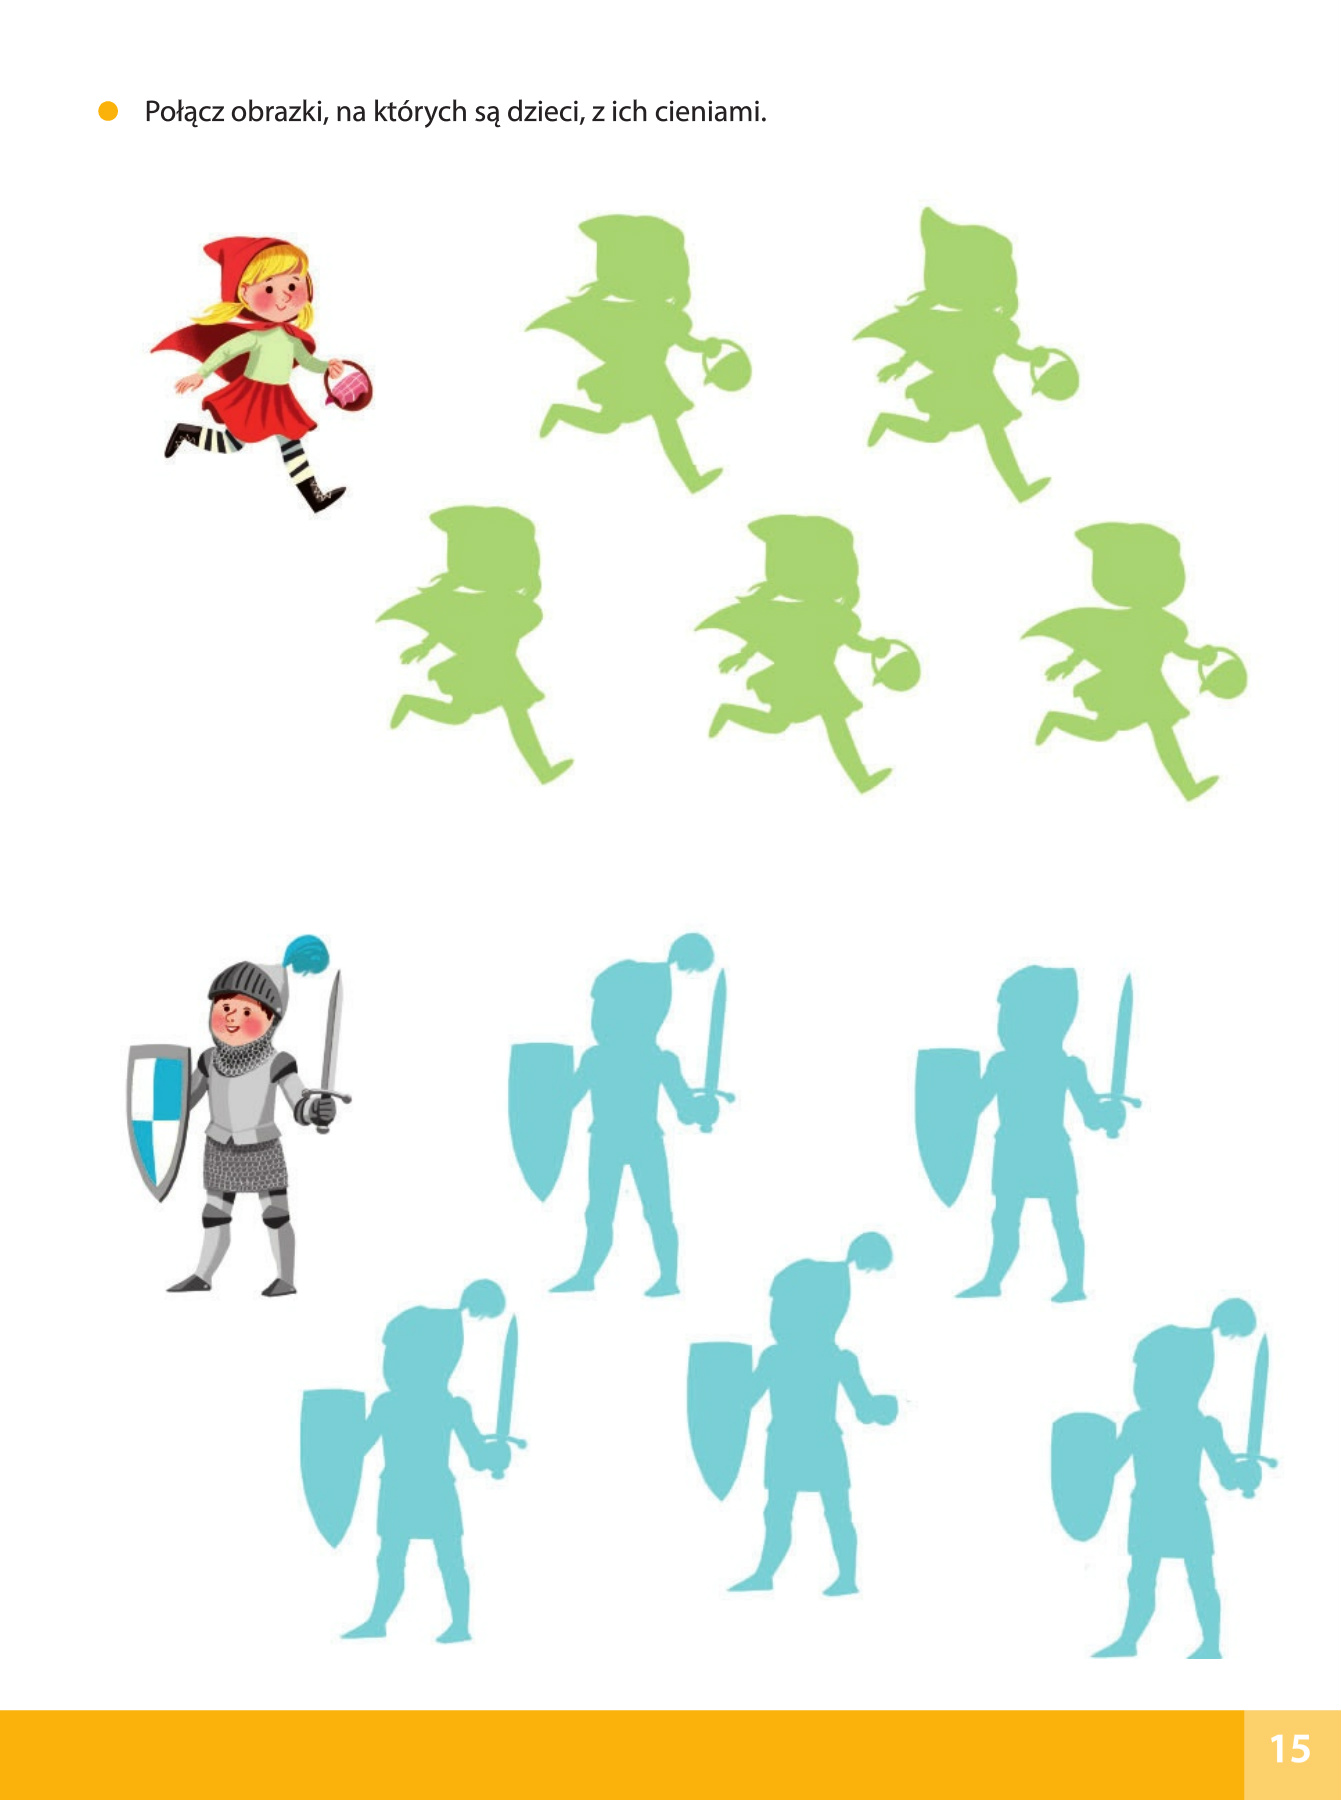 Połącz obrazki, na których są dzieci, z ich cieniami.
15